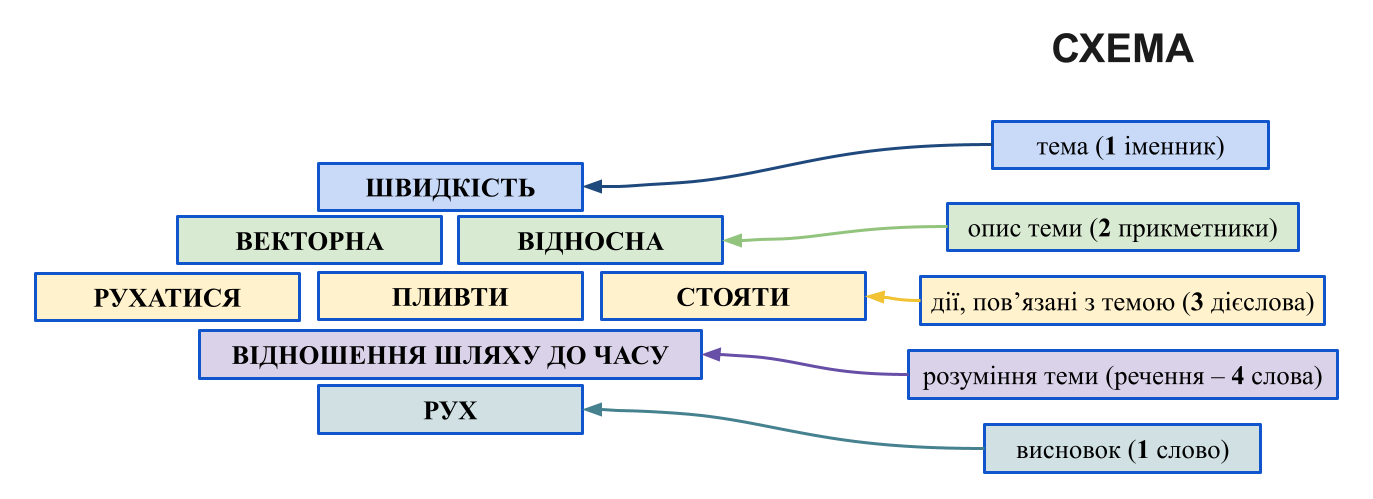 СХЕМА
тема (1 іменник)
ШВИДКІСТЬ
ВЕКТОРНА
ВІДНОСНА
опис теми (2 прикметники)
РУХАТИСЯ
ПЛИВТИ
СТОЯТИ
дії, пов’язані з темою (3 дієслова)
ВІДНОШЕННЯ ШЛЯХУ ДО ЧАСУ
розуміння теми (речення – 4 слова)
РУХ
висновок (1 слово)